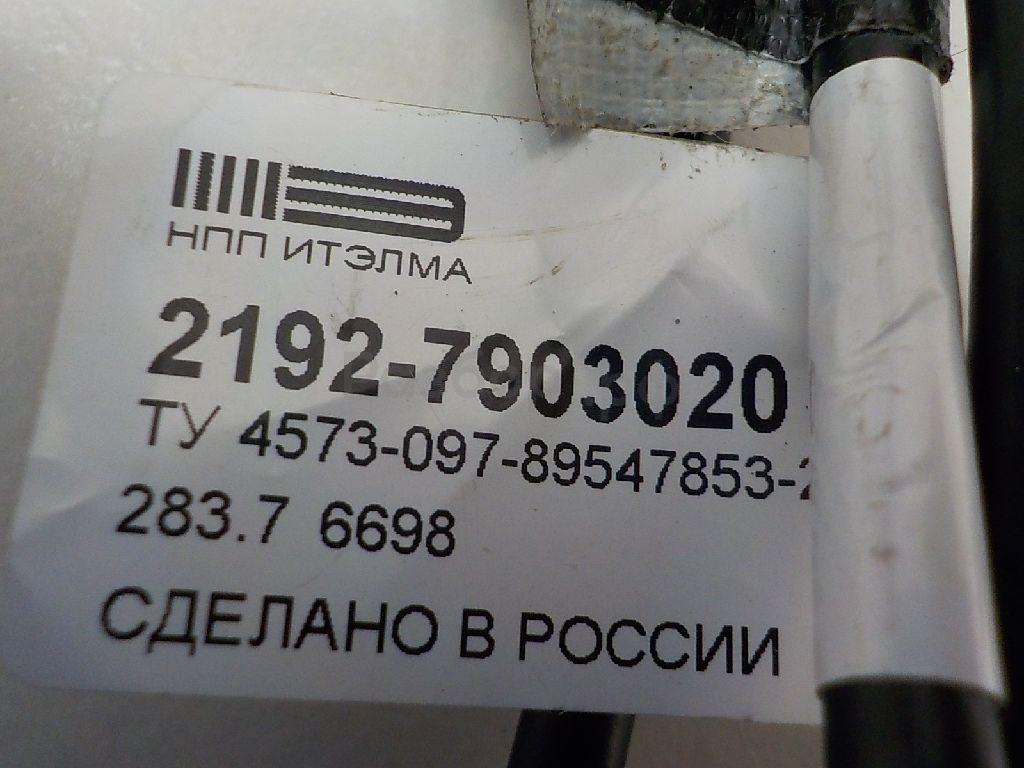 НПП ИТЭЛМА
2192-7903020
ТУ 4573-097-89547853-2
283.7 6698
СДЕЛАНО В РОССИИ